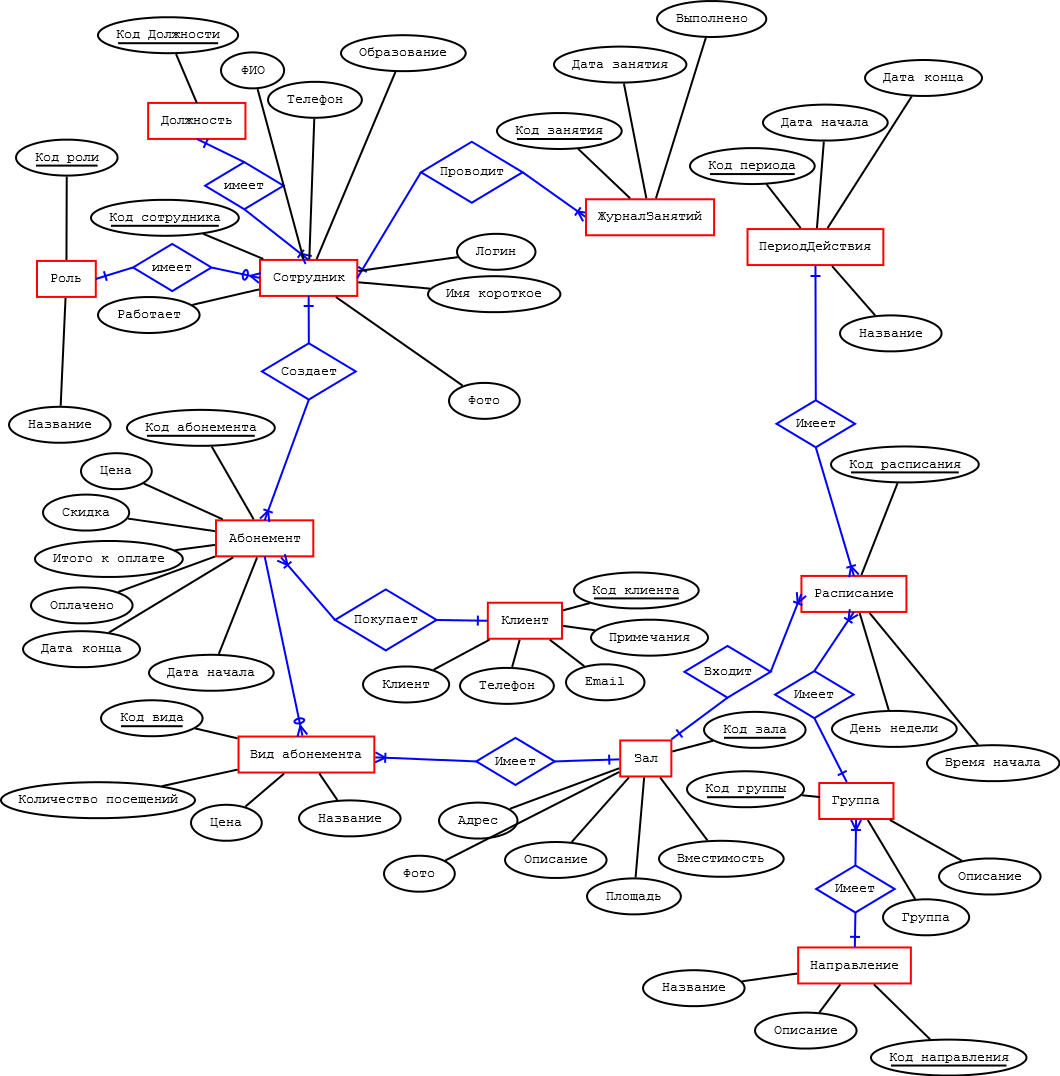 Выполнено
Код Должности
Образование
Дата занятия
ФИО
Дата конца
Телефон
Должность
Дата начала
Код занятия
Код роли
Код периода
Проводит
имеет
Код сотрудника
ЖурналЗанятий
ПериодДействия
Логин
имеет
Роль
Сотрудник
Имя короткое
Работает
Название
Создает
Фото
Название
Имеет
Код абонемента
Код расписания
Цена
Скидка
Абонемент
Итого к оплате
Код клиента
Расписание
Оплачено
Покупает
Клиент
Примечания
Дата конца
Входит
Дата начала
Клиент
Телефон
Email
Имеет
Код вида
Код зала
День недели
Вид абонемента
Имеет
Зал
Время начала
Код группы
Количество посещений
Группа
Название
Адрес
Цена
Описание
Вместимость
Фото
Описание
Имеет
Площадь
Группа
Направление
Название
Описание
Код направления